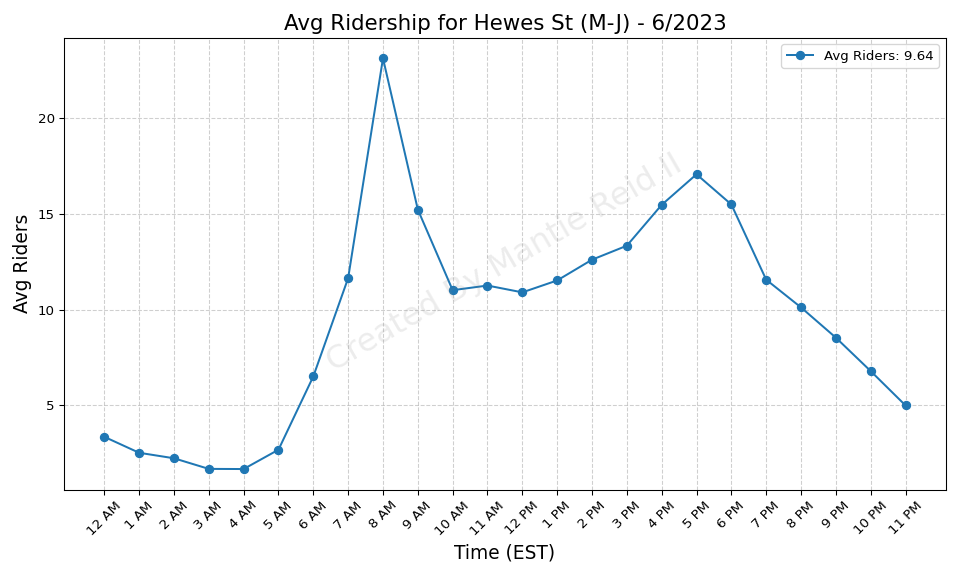 Avg Ridership for Hewes St (M-J) - 6/2023
Avg Riders: 9.64
Avg Riders
20
15
10
5
Created By Mantie Reid II
12 AM
1 AM
2 AM
3 AM
4 AM
5 AM
6 AM
7 AM
8 AM
9 AM
10 AM
11 AM
12 PM
1 PM
2 PM
3 PM
4 PM
5 PM
6 PM
7 PM
8 PM
9 PM
10 PM
11 PM
Time (EST)